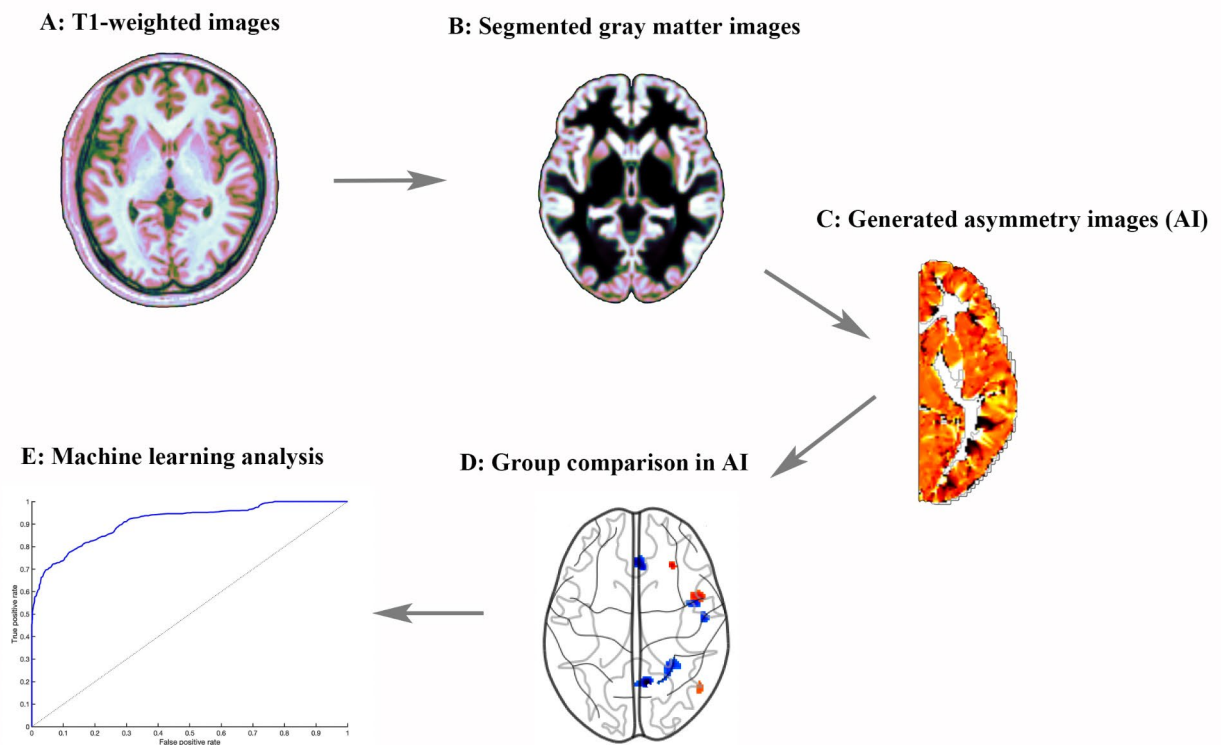 A: T1-weighted images
B: Segmented gray matter images
C: Generated asymmetry images (AI)
E: Machine learning analysis
D: Group comparison in AI
1
0.9
0.8
0.7
0.6
0.5
0.4
0.3
0.2
0.1
0
True positive rate
0 0.1 0.2 0.3 0.4 0.5 0.6 0.7 0.8 0.9 1
False positive rate